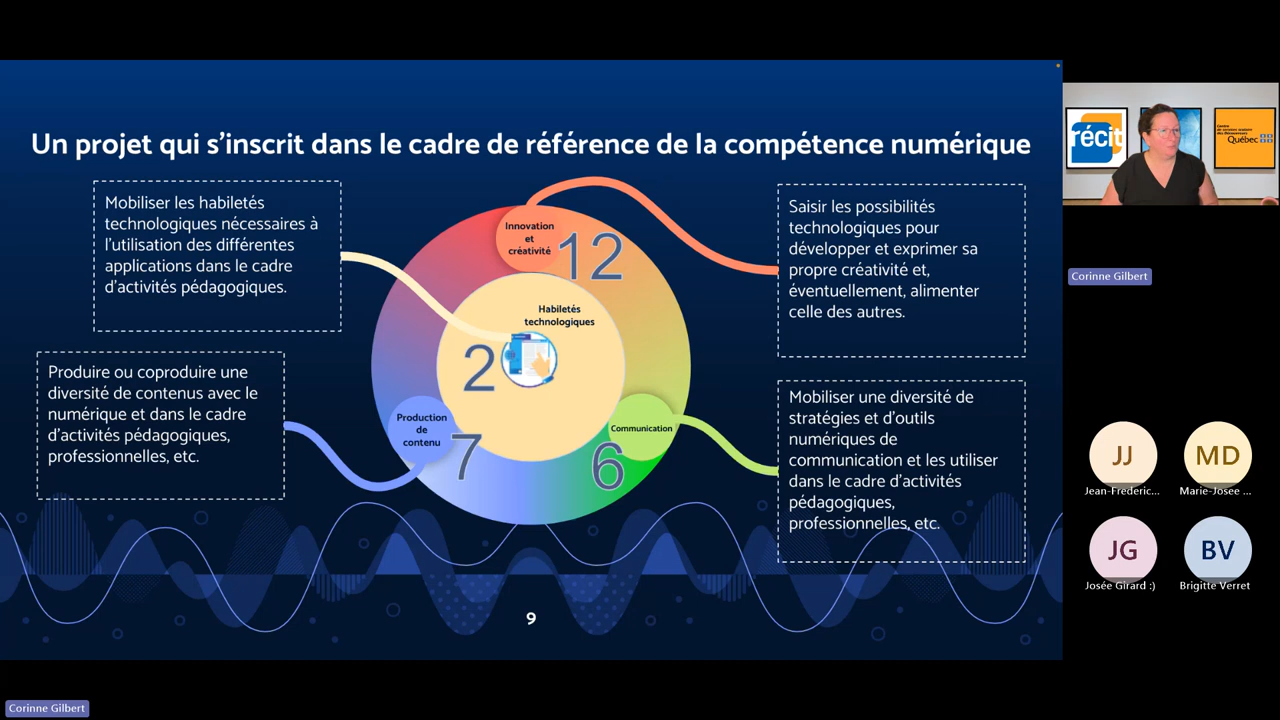 Un projet qui s'inscrit dans le cadre de référence de la compétence numérique
Mobiliser les habiletés
technologiques nécessaires à
l'utilisation des différentes
applications dans le cadre
d'activités pédagogiques.
Produire ou coproduire une
diversité de contenus avec le
numérique et dans le cadre
d'activités pédagogiques,
professionnelles, etc.
Innovation
et
créativité
12
Habiletés
technologiques
2
Production
de
contenu
7
Communication
6
Saisir les possibilités
technologiques pour
développer et exprimer sa
propre créativité et,
éventuellement, alimenter
celle des autres.
Mobiliser une diversité de
stratégies et d'outils
numériques de
communication et les utiliser
dans le cadre d'activités
pédagogiques,
professionnelles, etc.
9
récit
Québec
Corinne Gilbert
JJ
Jean-Frederic...
MD
Marie-Josee ...
JG
Josée Girard :)
BV
Brigitte Verret
Corinne Gilbert